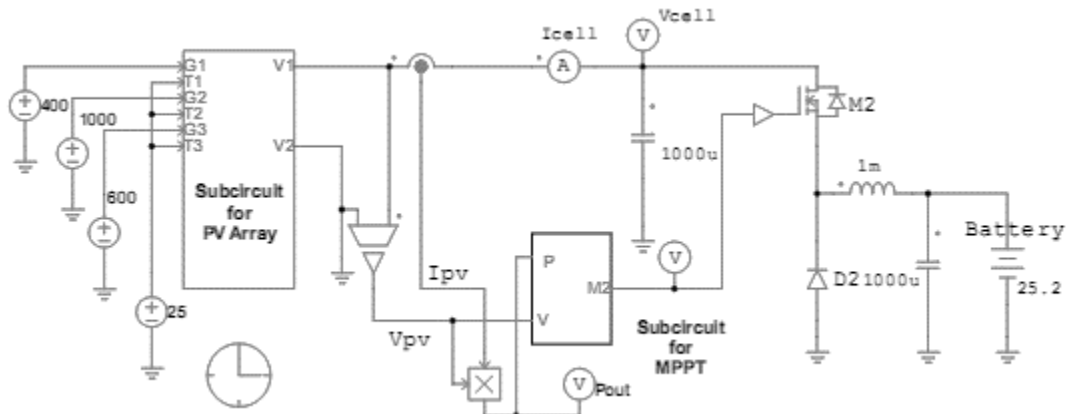 Vcell
V
Icell
A
G1
V1
T1
G2
T2
G3
T3
V2
400
1000
600
25
Subcircuit
for
PV Array
1000u
M2
1m
Battery
25.2
D2
1000u
Ipv
Vpv
P
M2
V
V
Subcircuit
for
MPPT
V
Pout